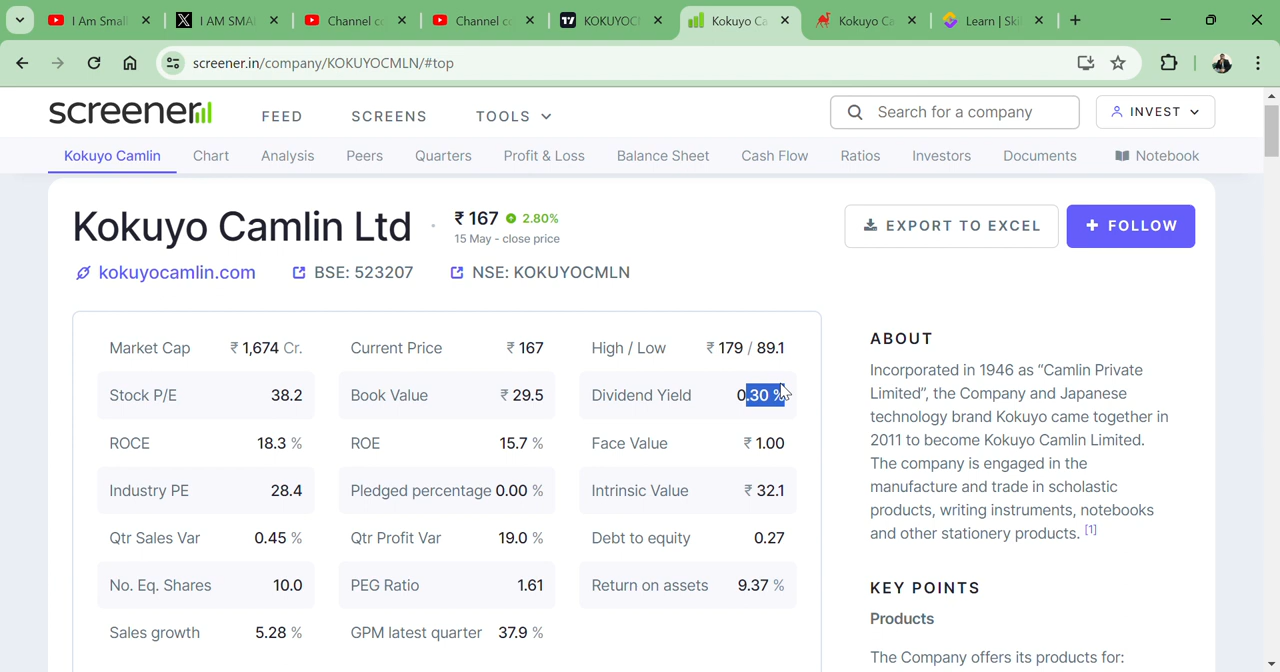 I Am Small
I AM SMA
Channel co
Channel co
KOKUYOC
Kokuyo Ca
Kokuyo Ca
Learn | Ski
screener.in/company/KOKUYOCMLN/#top
screener
FEED
SCREENS
TOOLS
Search for a company
INVEST
Kokuyo Camlin
Chart
Analysis
Peers
Quarters
Profit & Loss
Balance Sheet
Cash Flow
Ratios
Investors
Documents
Notebook
Kokuyo Camlin Ltd
₹ 167 2.80%
15 May - close price
EXPORT TO EXCEL
FOLLOW
kokuyocamlin.com
BSE: 523207
NSE: KOKUYOCMLN
Market Cap ₹ 1,674 Cr.
Current Price ₹ 167
High / Low ₹ 179 / 89.1
Stock P/E 38.2
Book Value ₹ 29.5
Dividend Yield 0.30 %
ROCE 18.3 %
ROE 15.7 %
Face Value ₹ 1.00
Industry PE 28.4
Pledged percentage 0.00 %
Intrinsic Value ₹ 32.1
Qtr Sales Var 0.45 %
Qtr Profit Var 19.0 %
Debt to equity 0.27
No. Eq. Shares 10.0
PEG Ratio 1.61
Return on assets 9.37 %
Sales growth 5.28 %
GPM latest quarter 37.9 %
ABOUT
Incorporated in 1946 as “Camlin Private
Limited”, the Company and Japanese
technology brand Kokuyo came together in
2011 to become Kokuyo Camlin Limited.
The company is engaged in the
manufacture and trade in scholastic
products, writing instruments, notebooks
and other stationery products. [1]
KEY POINTS
Products
The Company offers its products for: